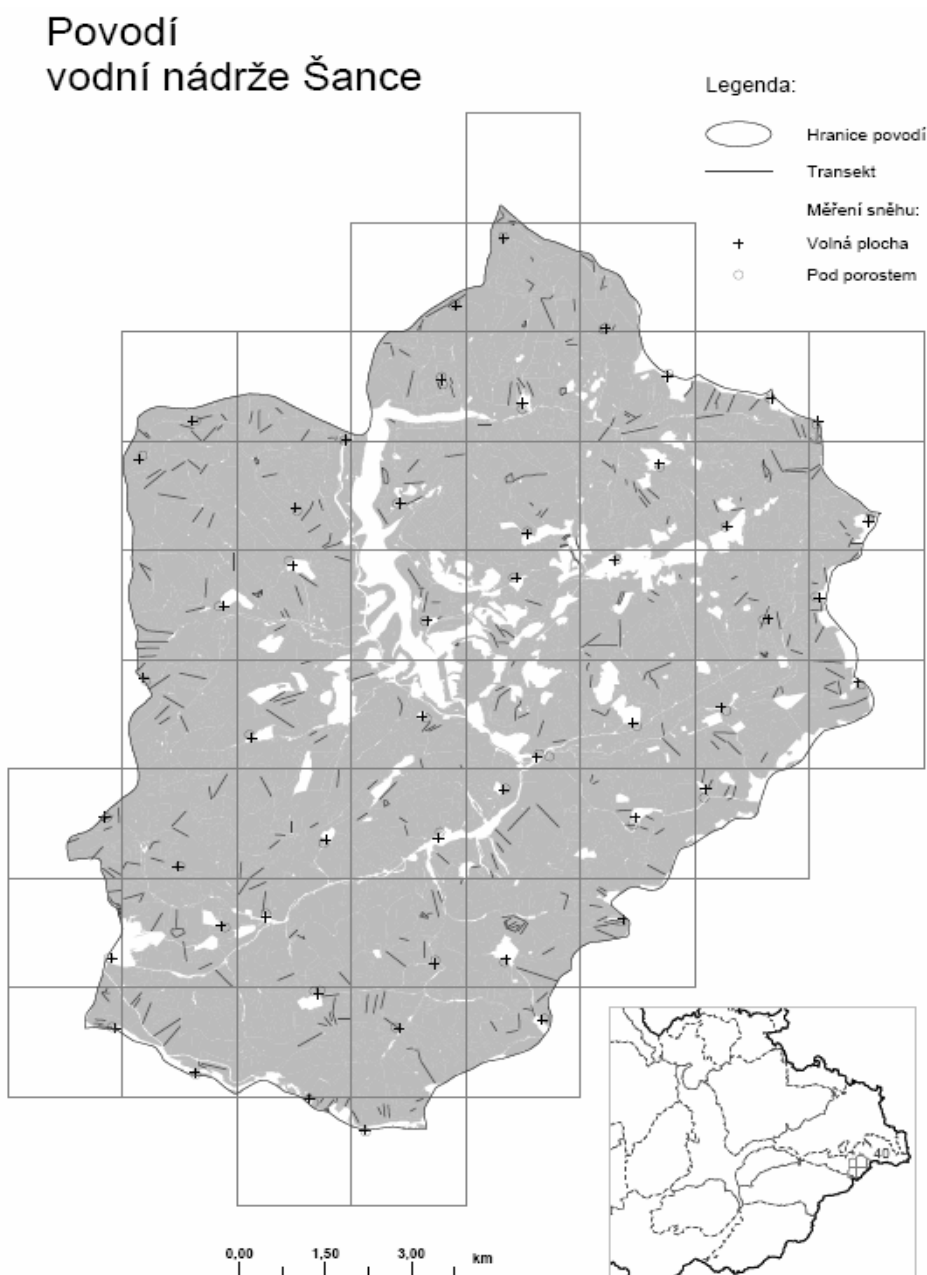 Povodí
vodní nádrže Šance
Legenda:
Hranice povodí
Transekt
Měření sněhu:
Volná plocha
Pod porostem
40
0,00 1,50 3,00 km